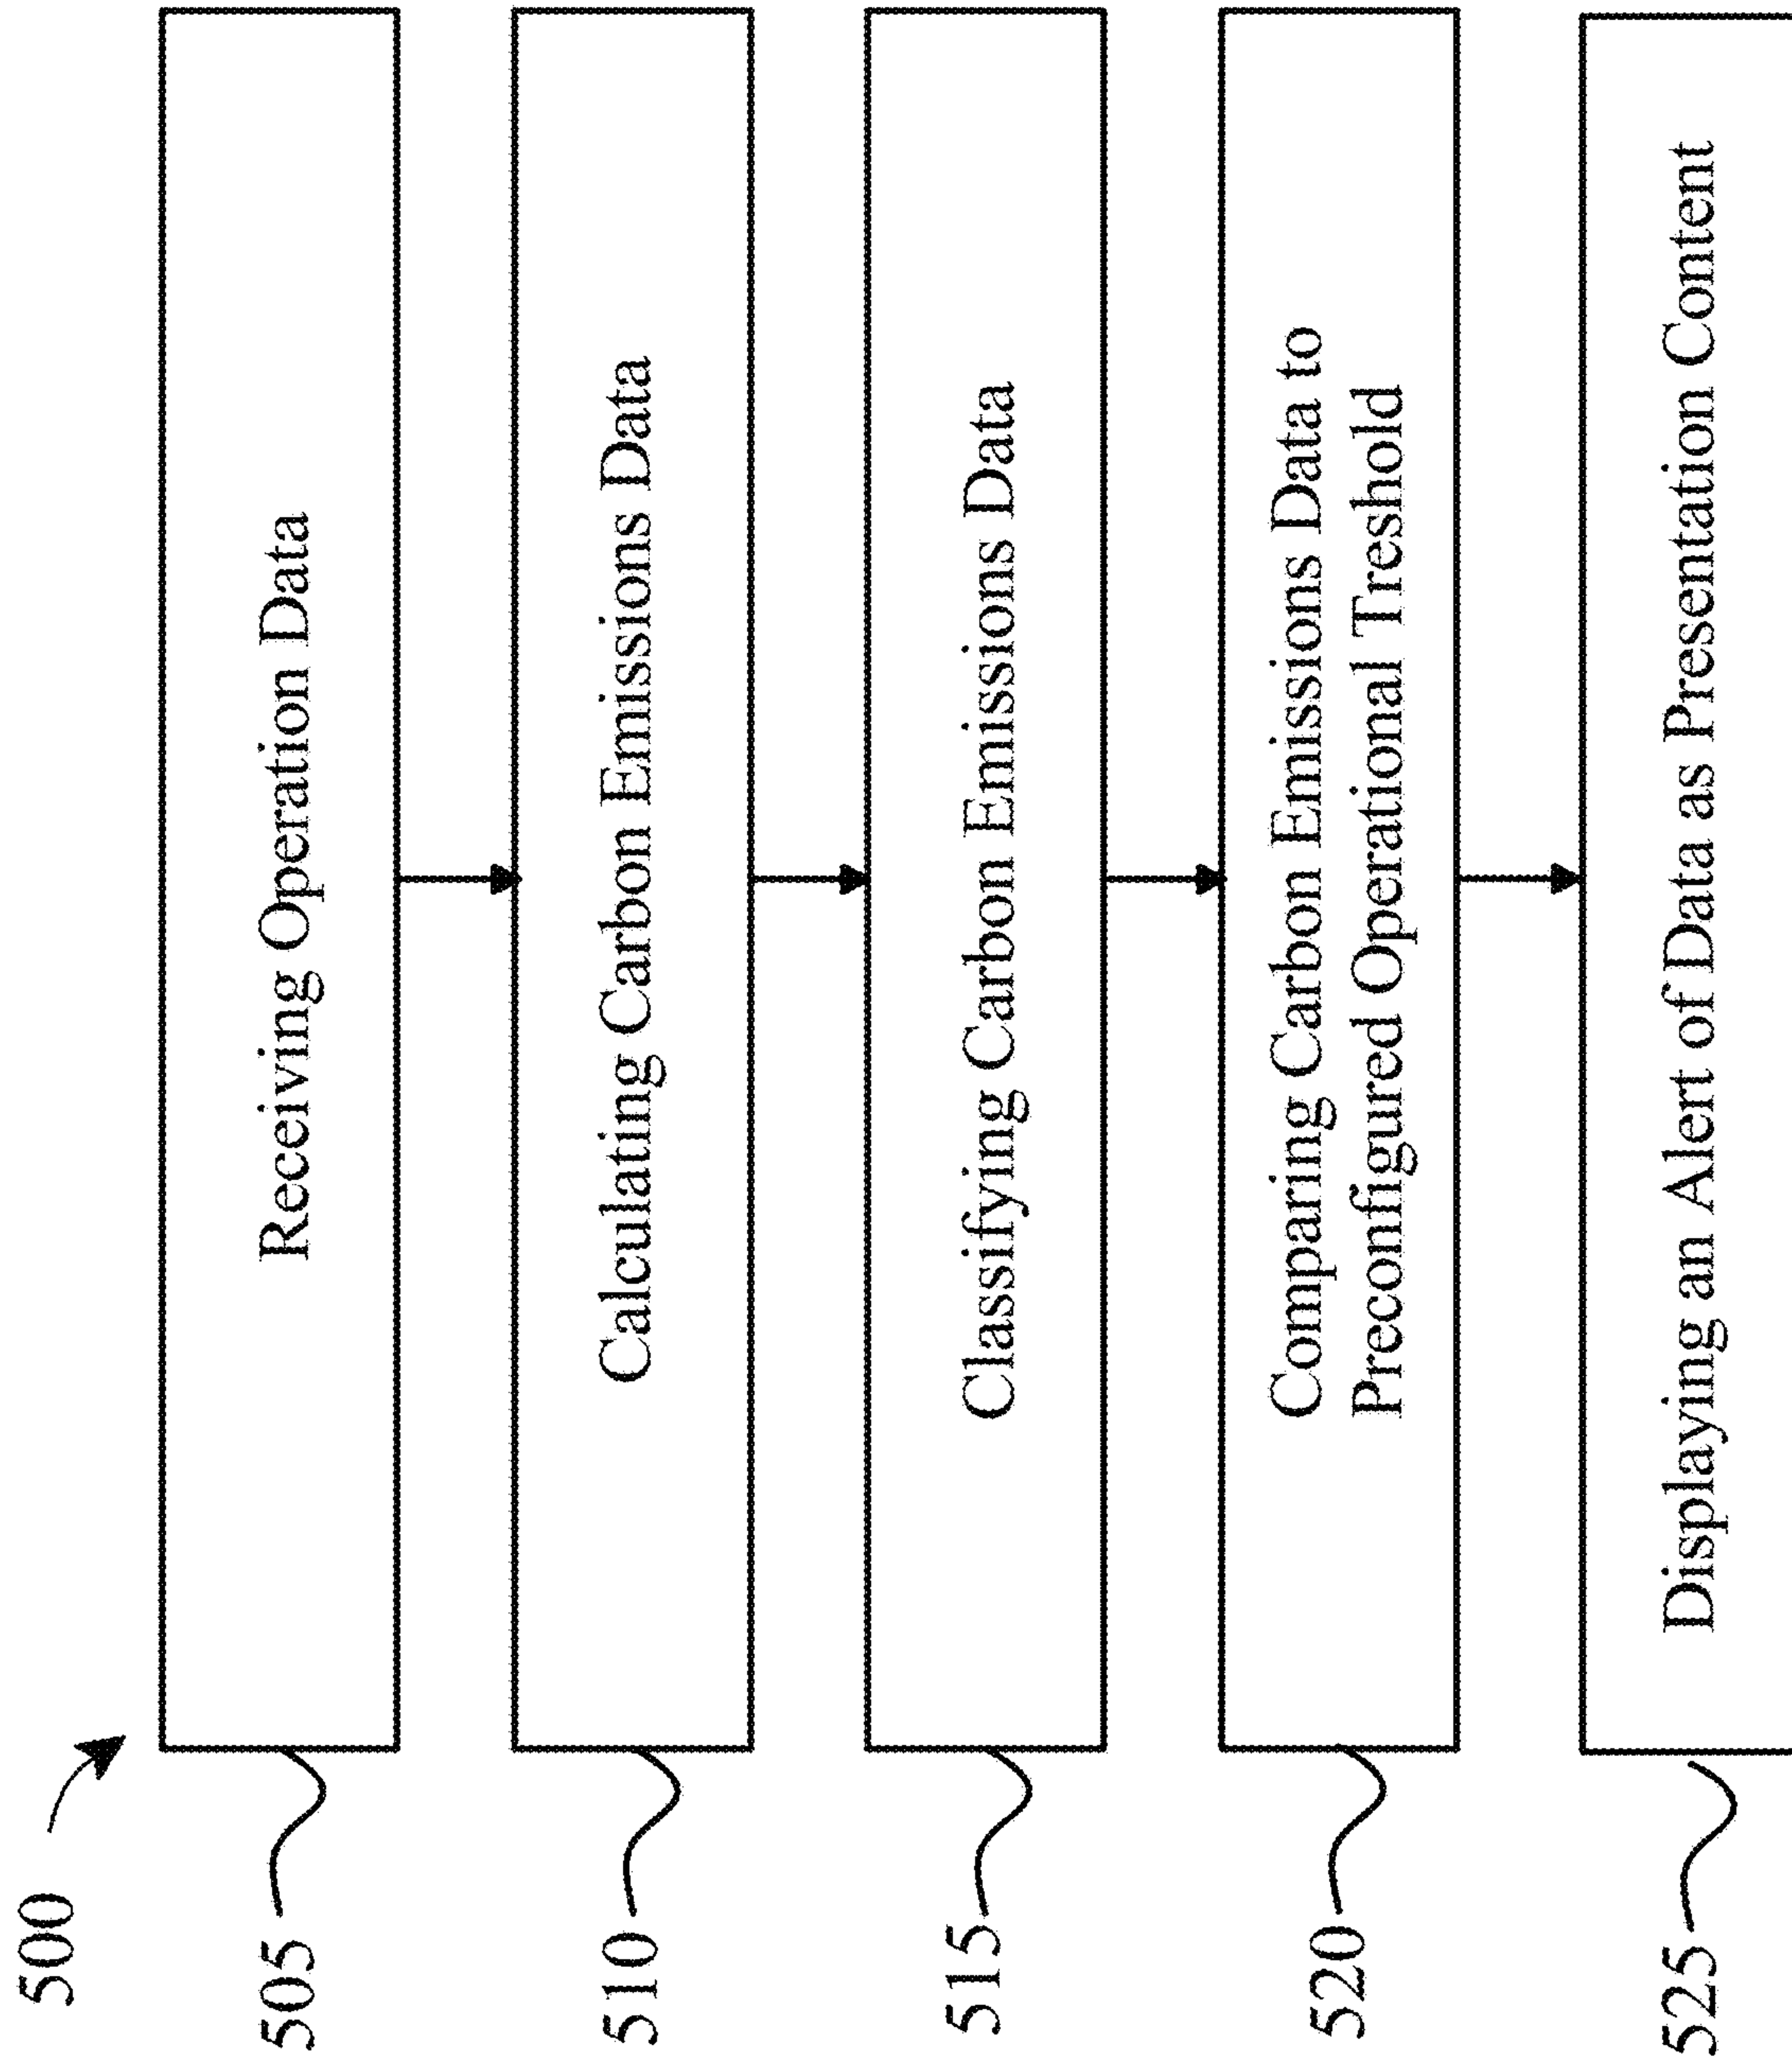 500
505
Receiving Operation Data
510
Calculating Carbon Emissions Data
515
Classifying Carbon Emissions Data
520
Comparing Carbon Emissions Data to
Preconfigured Operational Treshold
525
Displaying an Alert of Data as Presentation Content